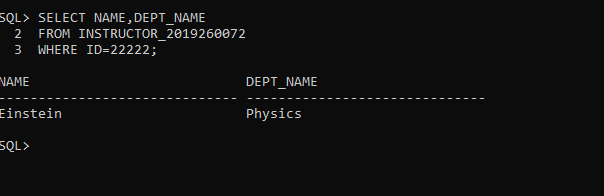 SQL> SELECT NAME,DEPT_NAME
  2  FROM INSTRUCTOR_2019260072
  3  WHERE ID=22222;
NAME                           DEPT_NAME
------------------------------ ------------------------------
Einstein                       Physics
SQL>